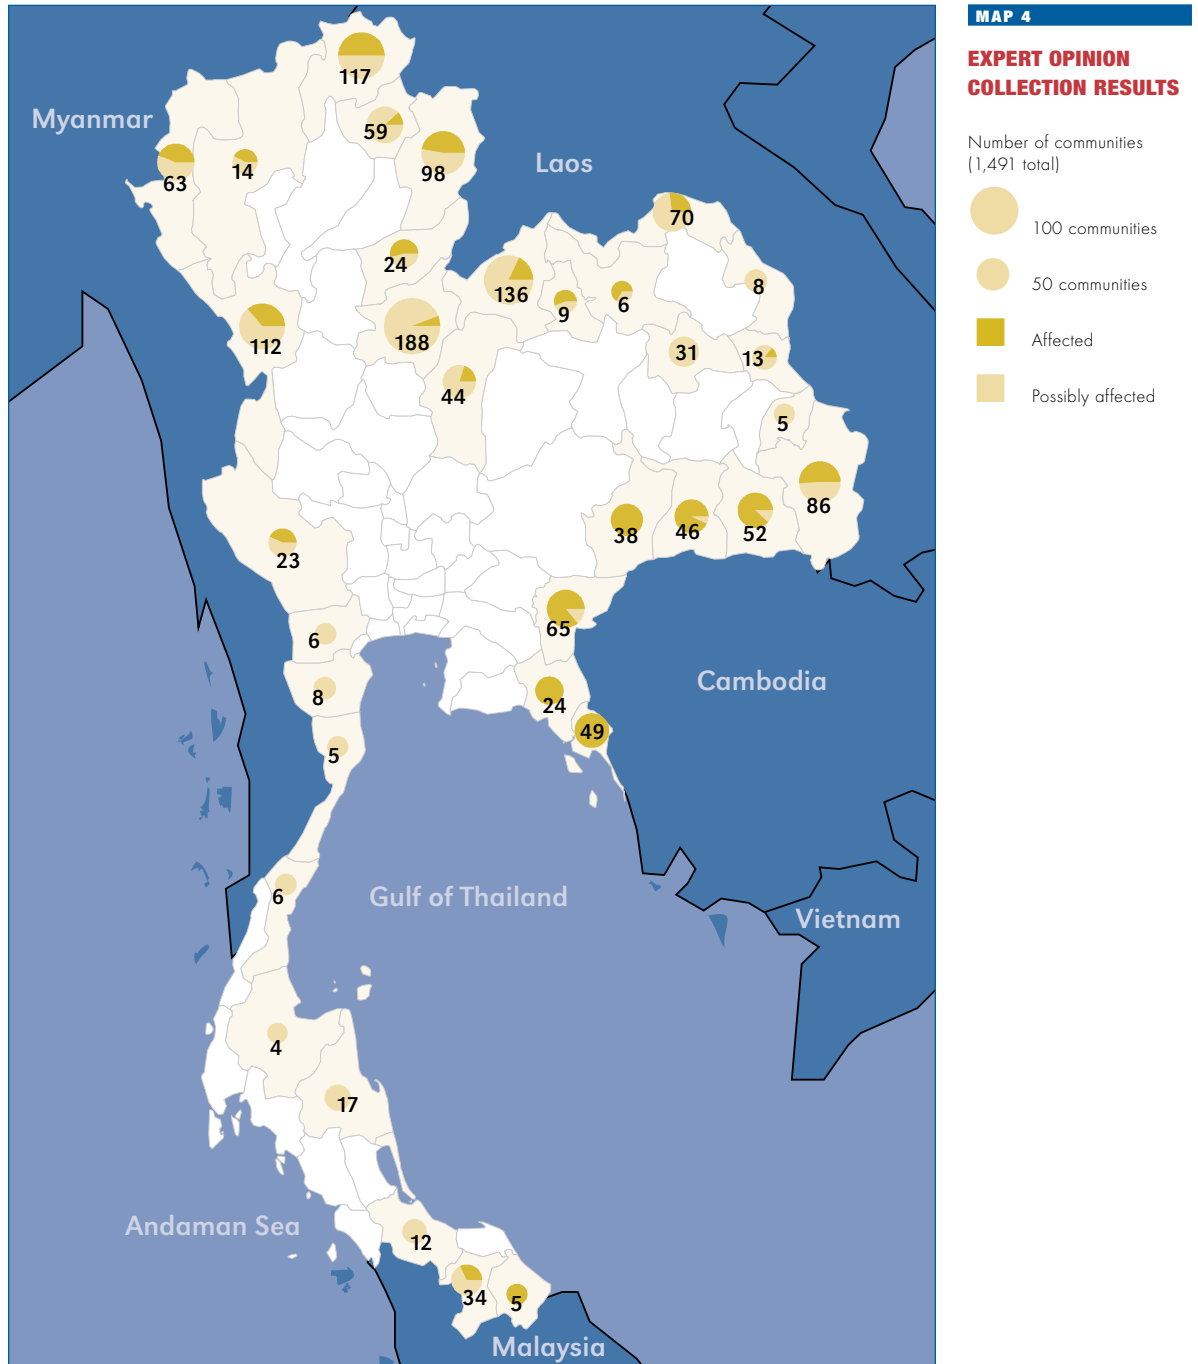 MAP 4
EXPERT OPINION
COLLECTION RESULTS
Number of communities
(1,491 total)
100 communities
50 communities
Affected
Possibly affected
117
Myanmar
59
Laos
98
14
63
70
24
136
8
9
6
112
188
31
13
44
5
86
38
46
52
23
65
6
Cambodia
8
24
49
5
6
Gulf of Thailand
Vietnam
4
17
Andaman Sea
12
34
5
Malaysia